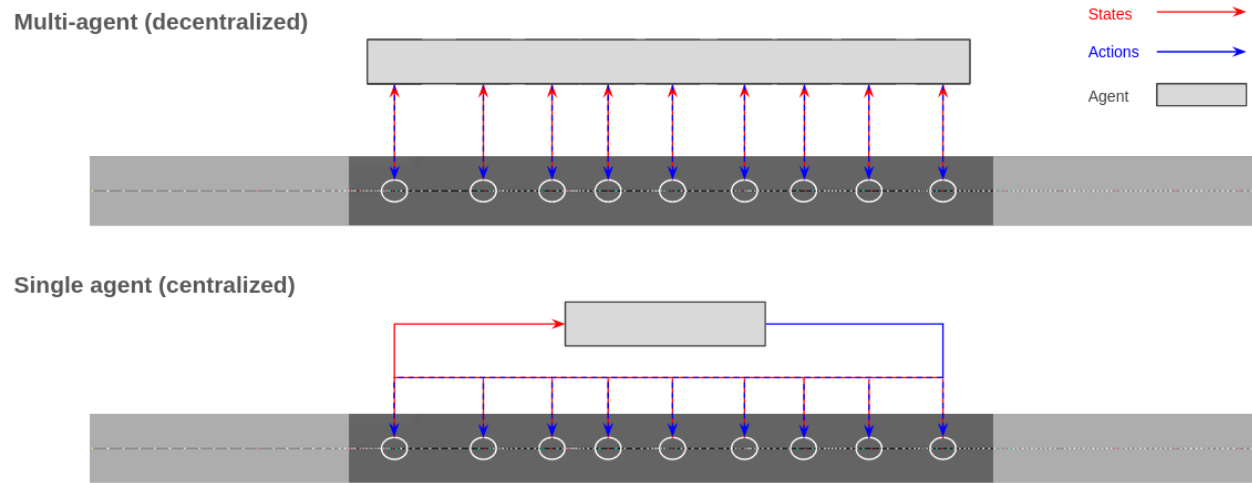 Multi-agent (decentralized)
States
Actions
Agent
Single agent (centralized)